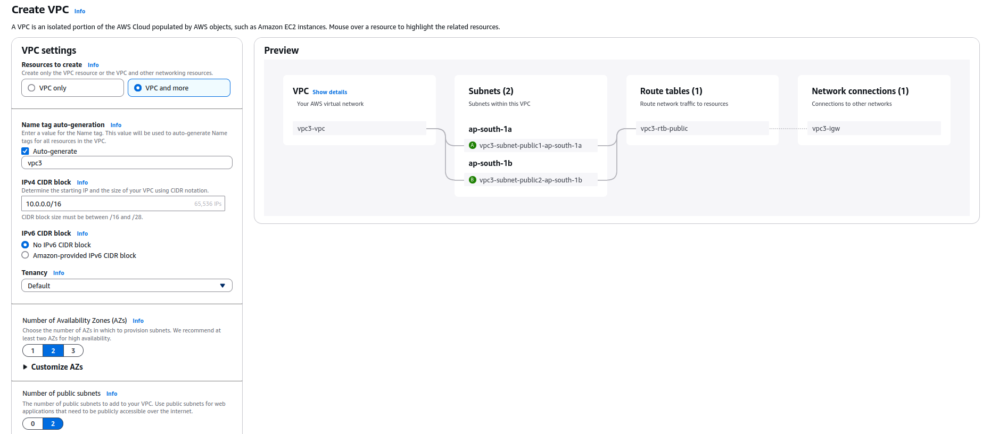 Create VPC Info
A VPC is an isolated portion of the AWS Cloud populated by AWS objects, such as Amazon EC2 instances. Mouse over a resource to highlight the related resources.
VPC settings
Resources to create Info
Create only the VPC resource or the VPC and other networking resources.
VPC only
VPC and more
Name tag auto-generation Info
Enter a value for the Name tag. This value will be used to auto-generate Name
tags for all resources in the VPC.
Auto-generate
vpc3
IPv4 CIDR block Info
Determine the starting IP and the size of your VPC using CIDR notation.
10.0.0.0/16 65,536 IPs
CIDR block size must be between /16 and /28.
IPv6 CIDR block Info
No IPv6 CIDR block
Amazon-provided IPv6 CIDR block
Tenancy Info
Default
Number of Availability Zones (AZs) Info
Choose the number of AZs in which to provision subnets. We recommend at
least two AZs for high availability.
1 2 3
Customize AZs
Number of public subnets Info
The number of public subnets to add to your VPC. Use public subnets for web
applications that need to be publicly accessible over the internet.
0 2
Preview
VPC Show details
Your AWS virtual network
vpc3-vpc
Subnets (2)
Subnets within this VPC
ap-south-1a
A vpc3-subnet-public1-ap-south-1a
ap-south-1b
B vpc3-subnet-public2-ap-south-1b
Route tables (1)
Route network traffic to resources
vpc3-rtb-public
Network connections (1)
Connections to other networks
vpc3-igw